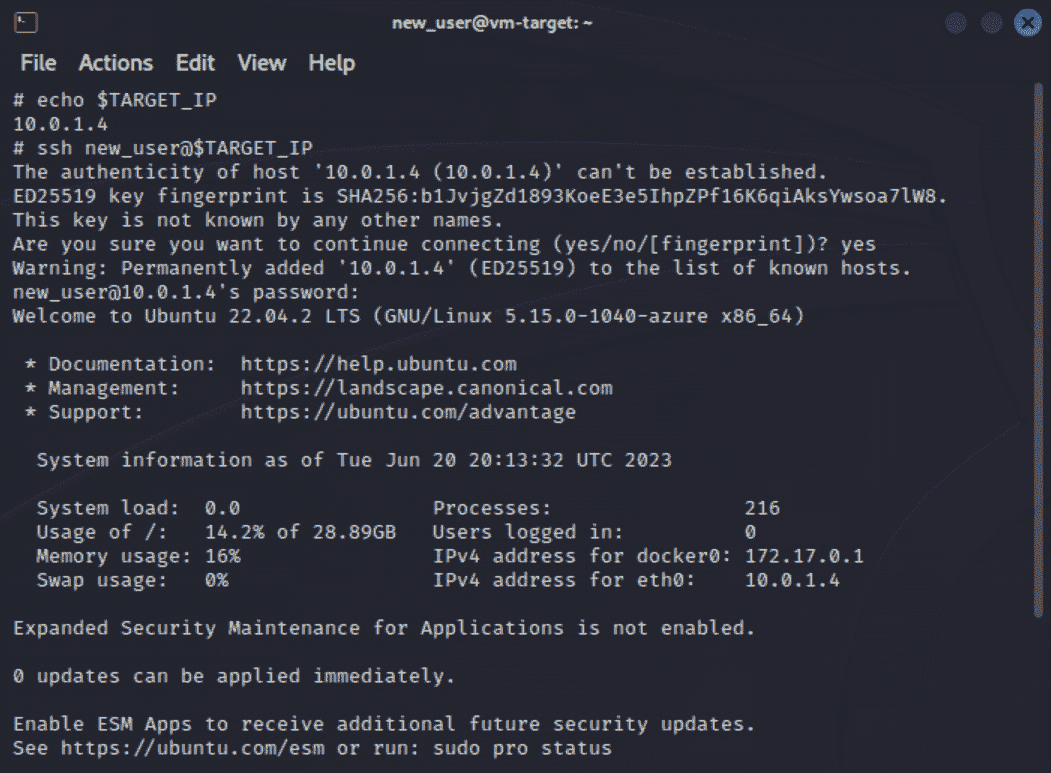 new_user@vm-target: ~
File Actions Edit View Help
# echo $TARGET_IP
10.0.1.4
# ssh new_user@$TARGET_IP
The authenticity of host '10.0.1.4 (10.0.1.4)' can't be established.
ED25519 key fingerprint is SHA256:b1JvjgZd1893KoeE3e5IhpZPf16K6qiAksYwsoa7lW8.
This key is not known by any other names.
Are you sure you want to continue connecting (yes/no/[fingerprint])? yes
Warning: Permanently added '10.0.1.4' (ED25519) to the list of known hosts.
new_user@10.0.1.4's password:
Welcome to Ubuntu 22.04.2 LTS (GNU/Linux 5.15.0-1040-azure x86_64)

 * Documentation:  https://help.ubuntu.com
 * Management:     https://landscape.canonical.com
 * Support:        https://ubuntu.com/advantage

  System information as of Tue Jun 20 20:13:32 UTC 2023

  System load:  0.0                Processes:                216
  Usage of /:   14.2% of 28.89GB   Users logged in:          0
  Memory usage: 16%                IPv4 address for docker0: 172.17.0.1
  Swap usage:   0%                 IPv4 address for eth0:    10.0.1.4

Expanded Security Maintenance for Applications is not enabled.

0 updates can be applied immediately.

Enable ESM Apps to receive additional future security updates.
See https://ubuntu.com/esm or run: sudo pro status